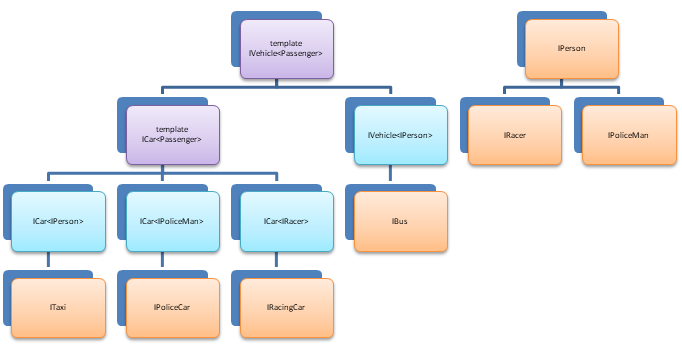 template
IVehicle<Passenger>
IPerson
template
ICar<Passenger>
IVehicle<IPerson>
IRacer
IPoliceMan
ICar<IPerson>
ICar<IPoliceMan>
ICar<IRacer>
IBus
ITaxi
IPoliceCar
IRacingCar